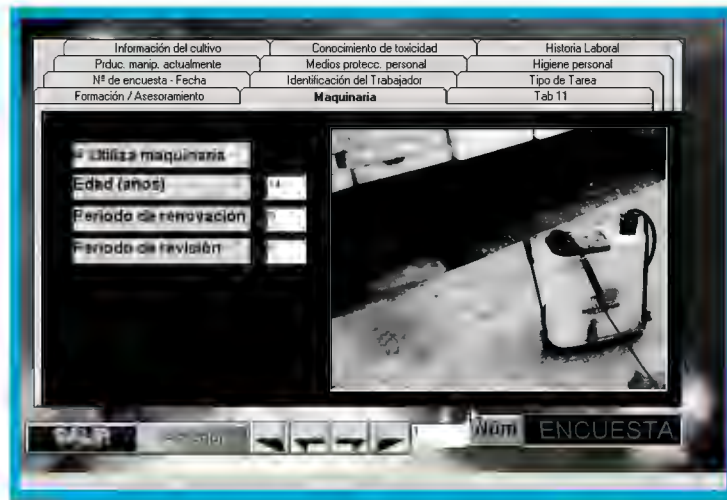 Información del cultivo Conocimiento de toxicidad Historia Laboral
Prduc. manip. actualmente Medios protecc. personal Higiene personal
Nº de encuesta - Fecha Identificación del Trabajador Tipo de Tarea
Formación / Asesoramiento Maquinaria Tab 11
Utiliza maquinaria
Edad (años) 14
Periodo de renovación
Periodo de revisión
SALIR Núm ENCUESTA